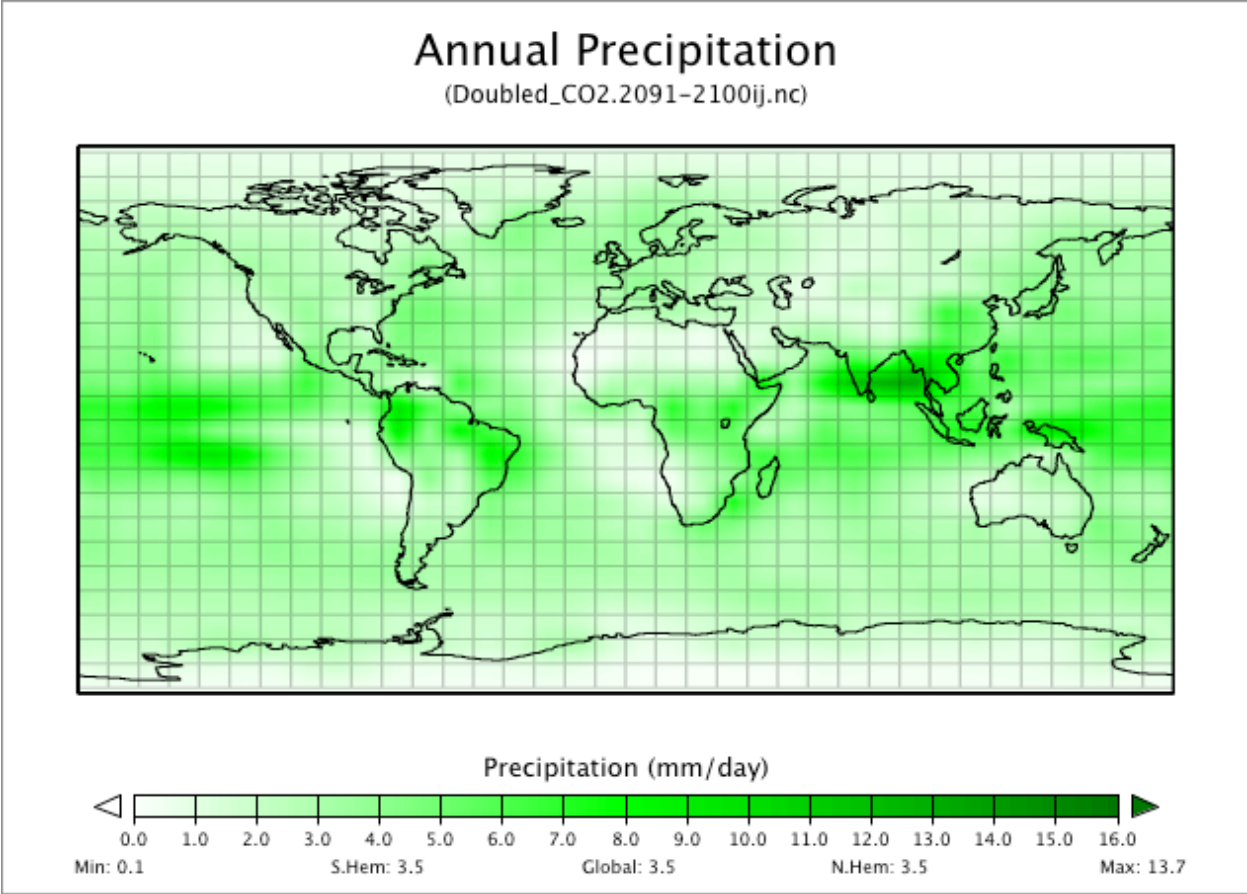 Annual Precipitation
(Doubled_CO2.2091-2100ij.nc)
Precipitation (mm/day)
0.0 1.0 2.0 3.0 4.0 5.0 6.0 7.0 8.0 9.0 10.0 11.0 12.0 13.0 14.0 15.0 16.0
Min: 0.1 S.Hem: 3.5 Global: 3.5 N.Hem: 3.5 Max: 13.7